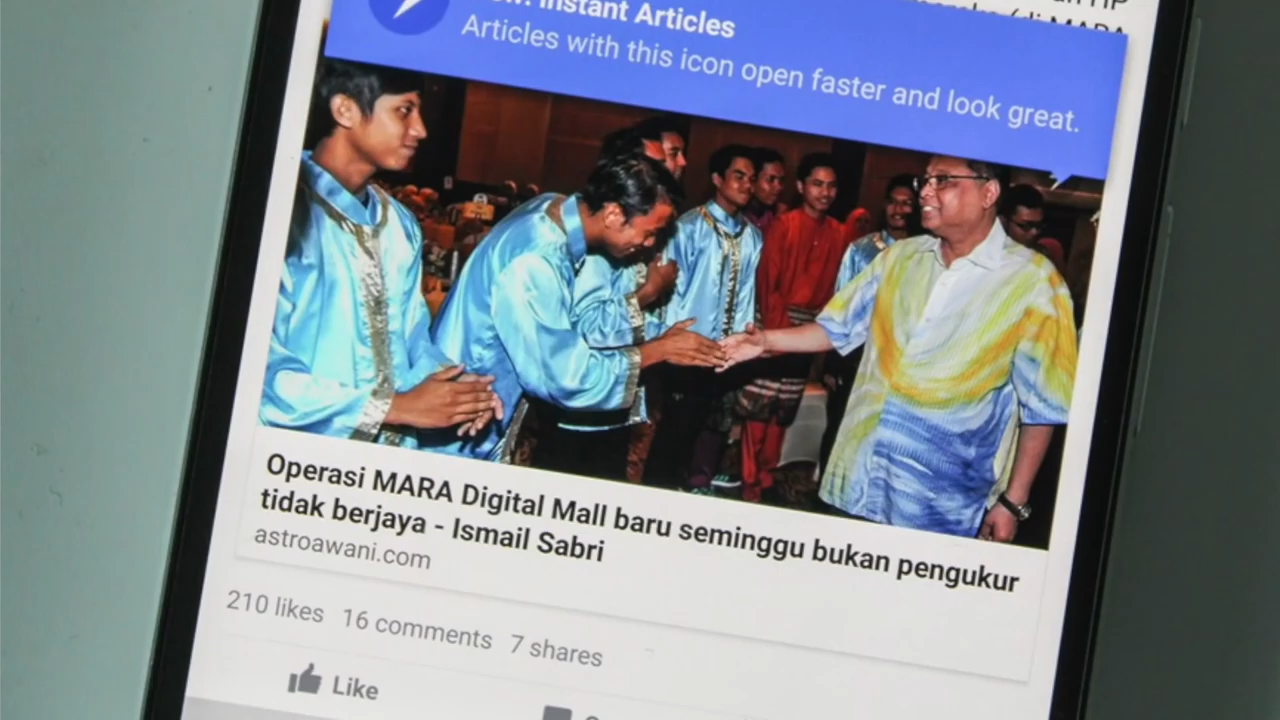 Instant Articles
Articles with this icon open faster and look great.
Operasi MARA Digital Mall baru seminggu bukan pengukur
tidak berjaya - Ismail Sabri
astroawani.com
210 likes 16 comments 7 shares
Like